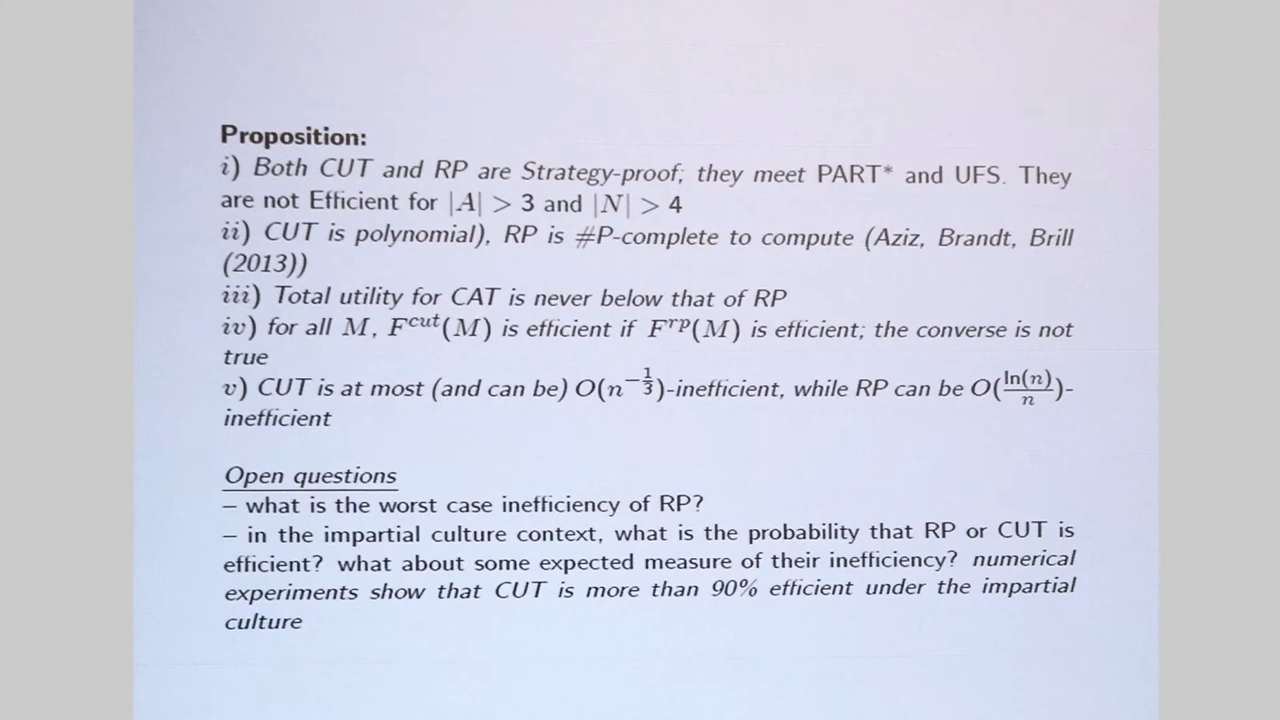 Proposition:
i) Both CUT and RP are Strategy-proof; they meet PART* and UFS. They
are not Efficient for |A| > 3 and |N| > 4
ii) CUT is polynomial), RP is #P-complete to compute (Aziz, Brandt, Brill
(2013))
iii) Total utility for CAT is never below that of RP
iv) for all M, F^{cut}(M) is efficient if F^{rp}(M) is efficient; the converse is not
true
v) CUT is at most (and can be) O(n^{-\frac{1}{3}})-inefficient, while RP can be O(\frac{ln(n)}{n})-
inefficient
Open questions
– what is the worst case inefficiency of RP?
– in the impartial culture context, what is the probability that RP or CUT is
efficient? what about some expected measure of their inefficiency? numerical
experiments show that CUT is more than 90% efficient under the impartial
culture